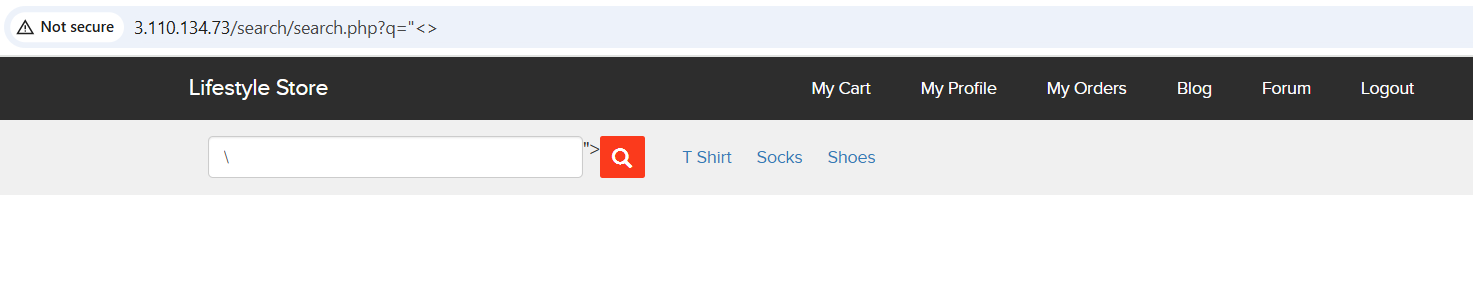 Not secure 3.110.134.73/search/search.php?q="<>
Lifestyle Store My Cart My Profile My Orders Blog Forum Logout
\ "> T Shirt Socks Shoes